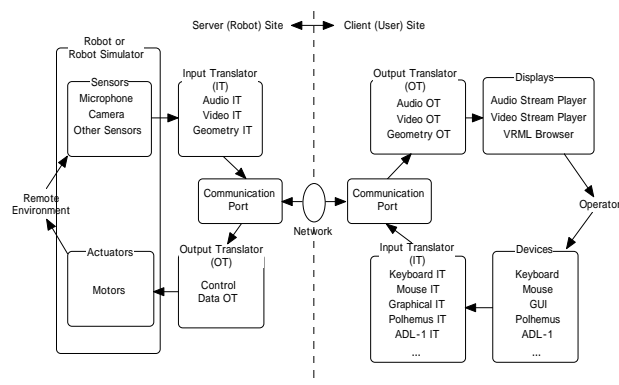 Server (Robot) Site
Client (User) Site
Robot or
Robot Simulator
Sensors
Microphone
Camera
Other Sensors
Input Translator
(IT)
Audio IT
Video IT
Geometry IT
Output Translator
(OT)
Audio OT
Video OT
Geometry OT
Displays
Audio Stream Player
Video Stream Player
VRML Browser
Remote
Environment
Communication
Port
Network
Communication
Port
Operator
Actuators
Motors
Output Translator
(OT)
Control
Data OT
Input Translator
(IT)
Keyboard IT
Mouse IT
Graphical IT
Polhemus IT
ADL-1 IT
...
Devices
Keyboard
Mouse
GUI
Polhemus
ADL-1
...